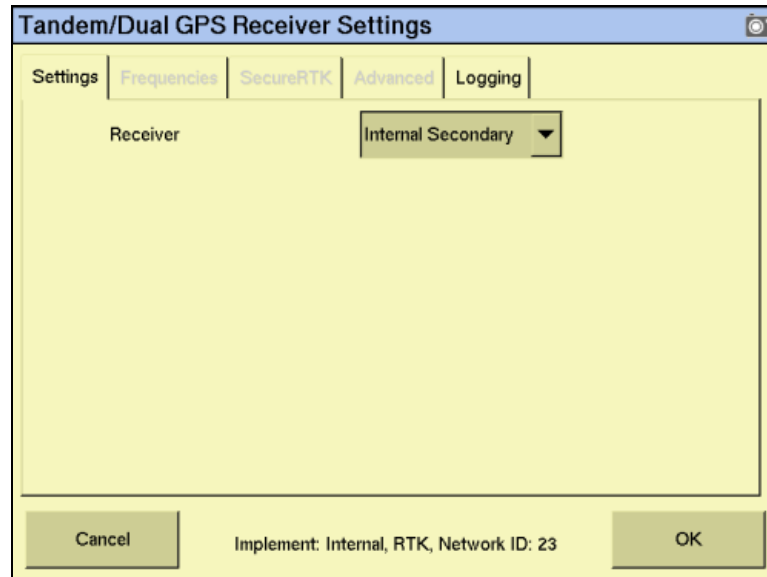 Tandem/Dual GPS Receiver Settings
Settings Frequencies SecureRTK Advanced Logging
Receiver Internal Secondary
Cancel Implement: Internal, RTK, Network ID: 23 OK